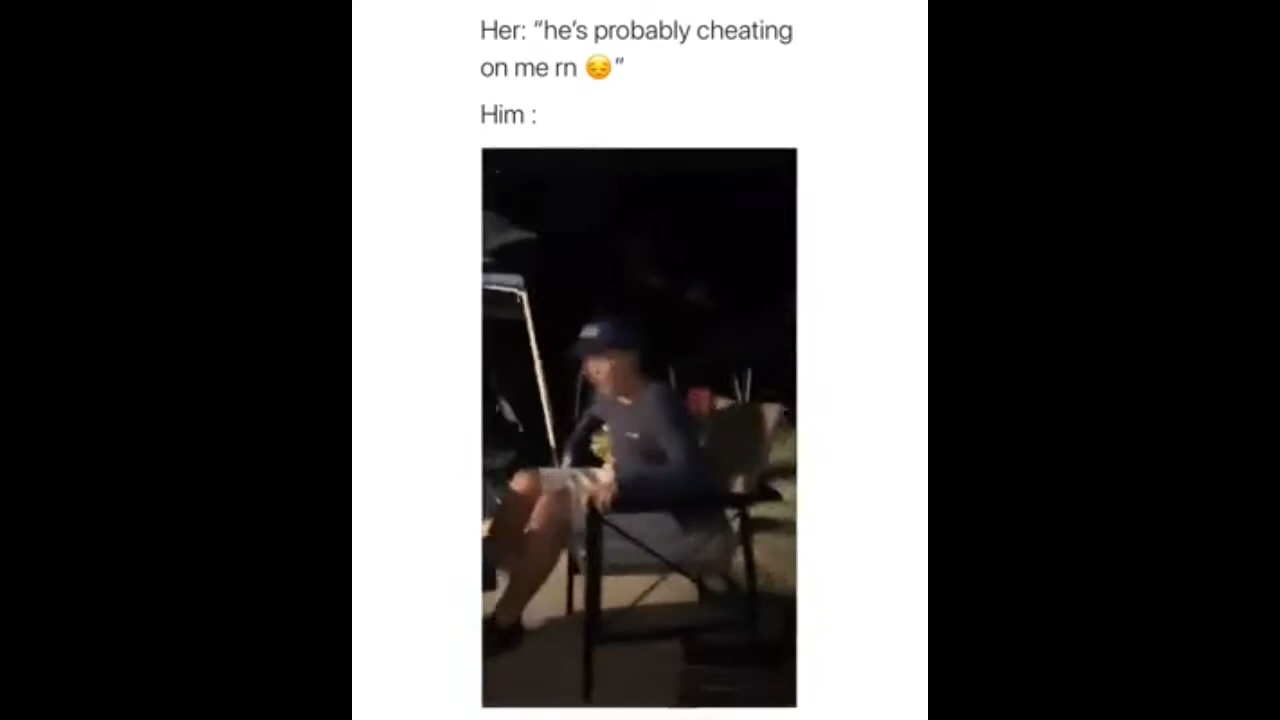 Her: “he’s probably cheating
on me rn 😔”
Him :